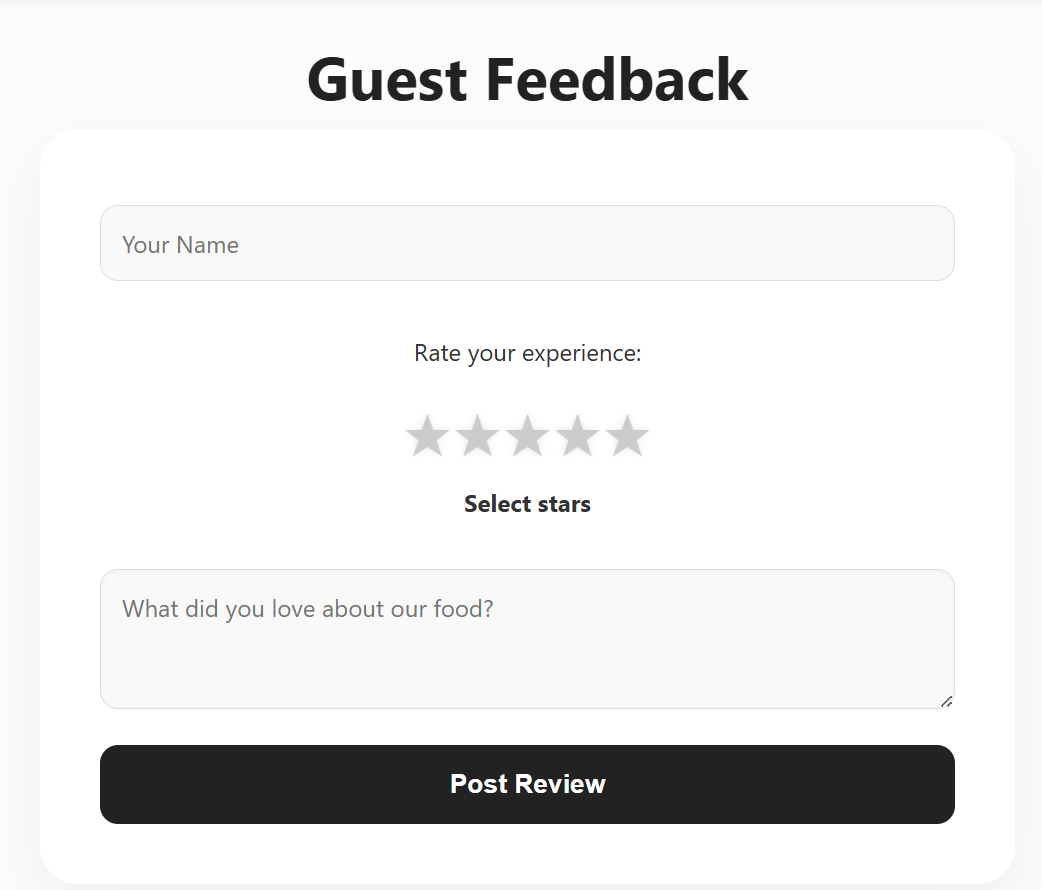 Guest Feedback
Your Name
Rate your experience:
Select stars
What did you love about our food?
Post Review